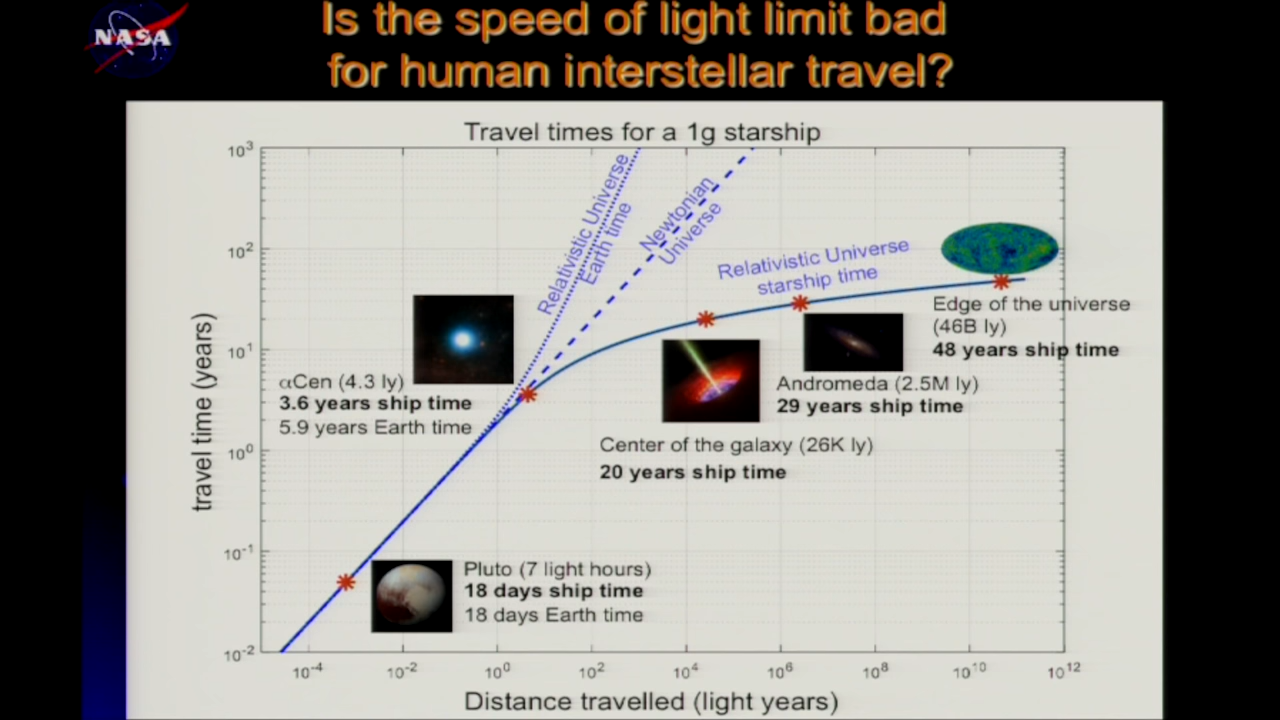 NASA
Is the speed of light limit bad
for human interstellar travel?
Travel times for a 1g starship
10³
10²
10¹
10⁰
10⁻¹
10⁻²
travel time (years)
Relativistic Universe
Earth time
Newtonian
Universe
Relativistic Universe
starship time
Edge of the universe
(46B ly)
48 years ship time
αCen (4.3 ly)
3.6 years ship time
5.9 years Earth time
Andromeda (2.5M ly)
29 years ship time
Center of the galaxy (26K ly)
20 years ship time
Pluto (7 light hours)
18 days ship time
18 days Earth time
10⁻⁴
10⁻²
10⁰
10²
10⁴
10⁶
10⁸
10¹⁰
10¹²
Distance travelled (light years)